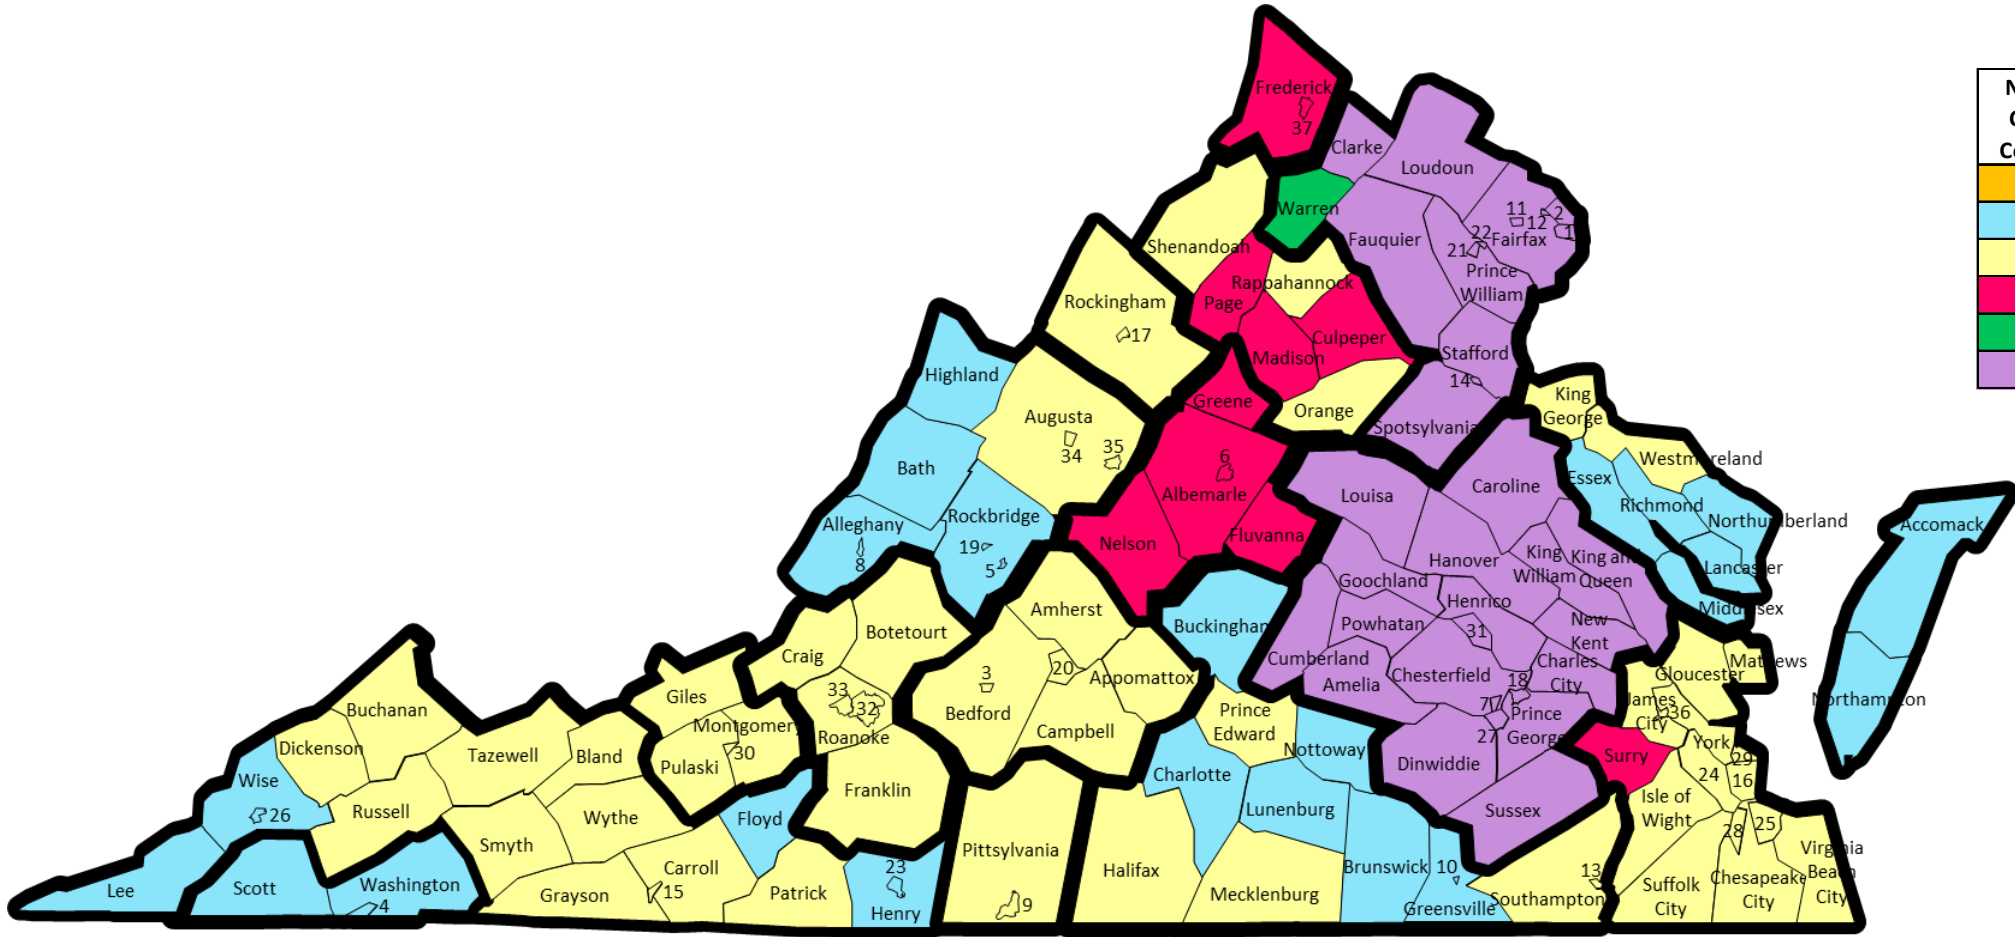 Frederick
37
Clarke
Loudoun
Warren
Shenandoah
Fauquier
11
2
12
1
22
21
Fairfax
Prince
William
Rappahannock
Page
Rockingham
17
Culpeper
Madison
Stafford
14
Highland
Greene
Orange
Spotsylvania
King
George
Augusta
34
35
Westmoreland
Bath
6
Albemarle
Louisa
Caroline
Essex
Richmond
Northumberland
Accomack
Alleghany
8
Rockbridge
19
5
Nelson
Fluvanna
Hanover
King
William
King and
Queen
Lancaster
Goochland
Henrico
Middlesex
Amherst
Buckingham
Powhatan
31
New
Kent
Botetourt
Craig
Cumberland
Amelia
Chesterfield
Charles
City
Gloucester
Mathews
Northampton
3
20
Appomattox
Bedford
Campbell
33
32
Roanoke
Giles
Montgomery
30
Pulaski
18
7
27
Prince
George
James
City
36
Prince
Edward
Nottoway
Buchanan
Dickenson
Tazewell
Bland
Dinwiddie
Surry
York
29
24
16
Wise
26
Charlotte
Franklin
Russell
Wythe
Floyd
Lunenburg
Sussex
Isle of
Wight
28
25
Smyth
Pittsylvania
Halifax
Brunswick
10
Virginia
Beach
City
Carroll
15
Grayson
Patrick
23
Henry
9
Mecklenburg
Greensville
Southampton
13
Suffolk
City
Chesapeake
City
Lee
Scott
Washington
4